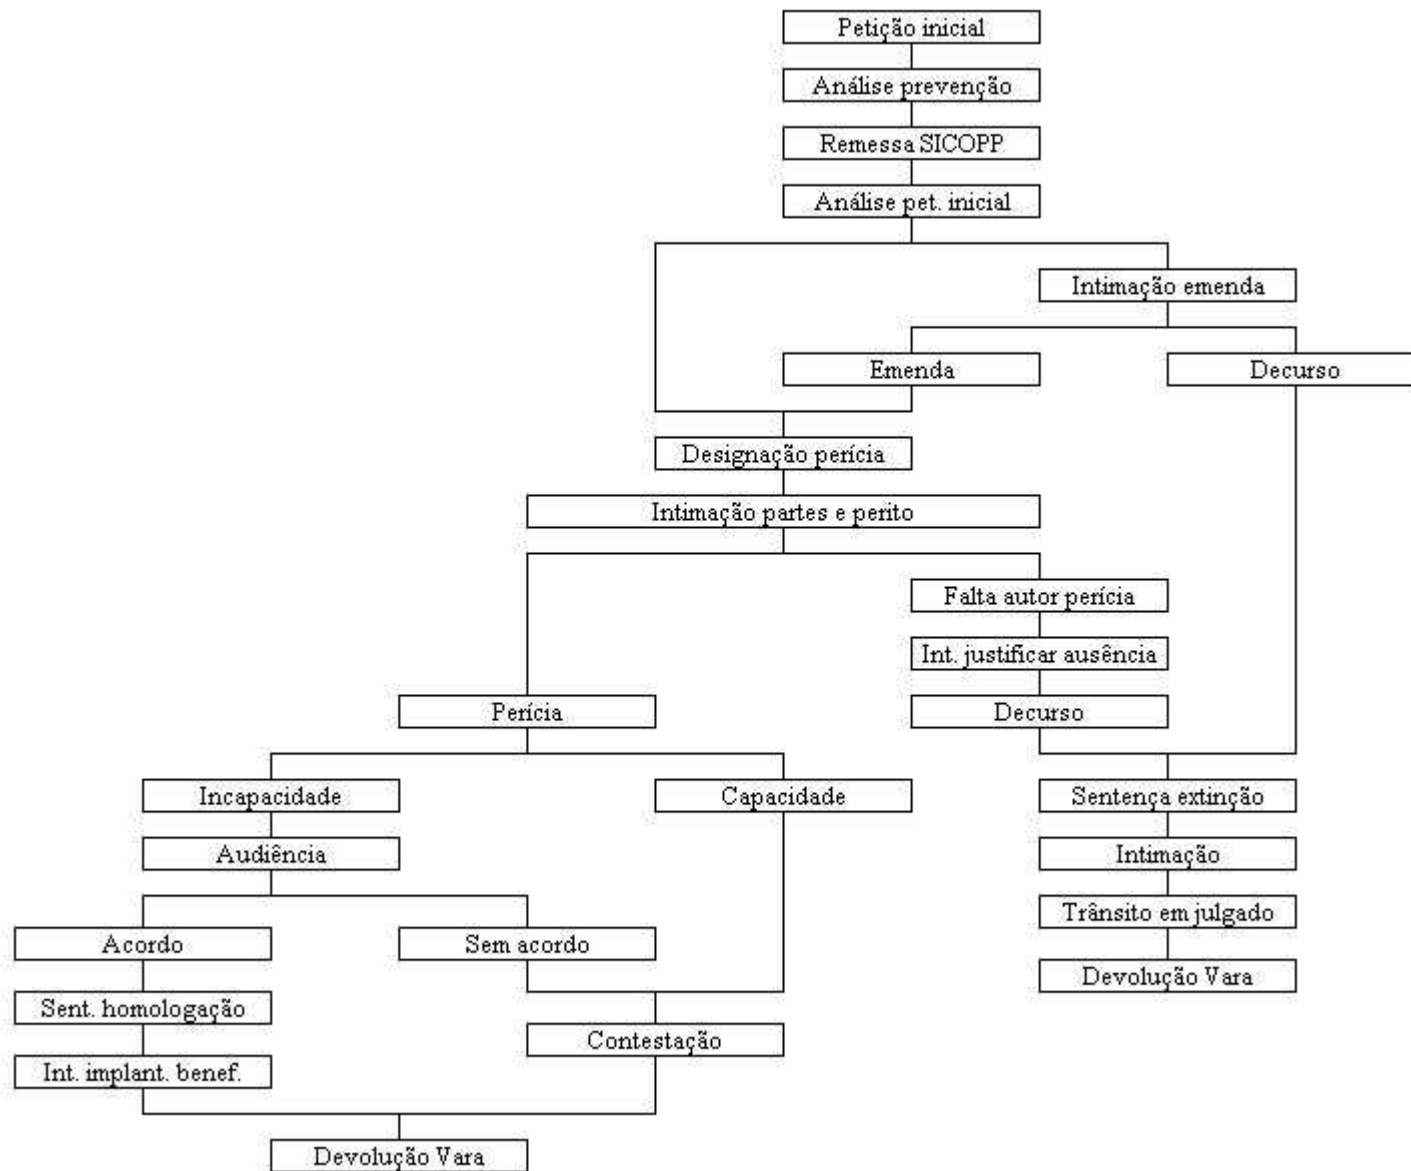 Petição inicial
Análise prevenção
Remessa SICOPP
Análise pet. inicial
Intimação emenda
Emenda
Decurso
Designação perícia
Intimação partes e perito
Falta autor perícia
Int. justificar ausência
Perícia
Decurso
Incapacidade
Capacidade
Sentença extinção
Audiência
Intimação
Trânsito em julgado
Acordo
Sem acordo
Devolução Vara
Sent. homologação
Contestação
Int. implant. benef.
Devolução Vara